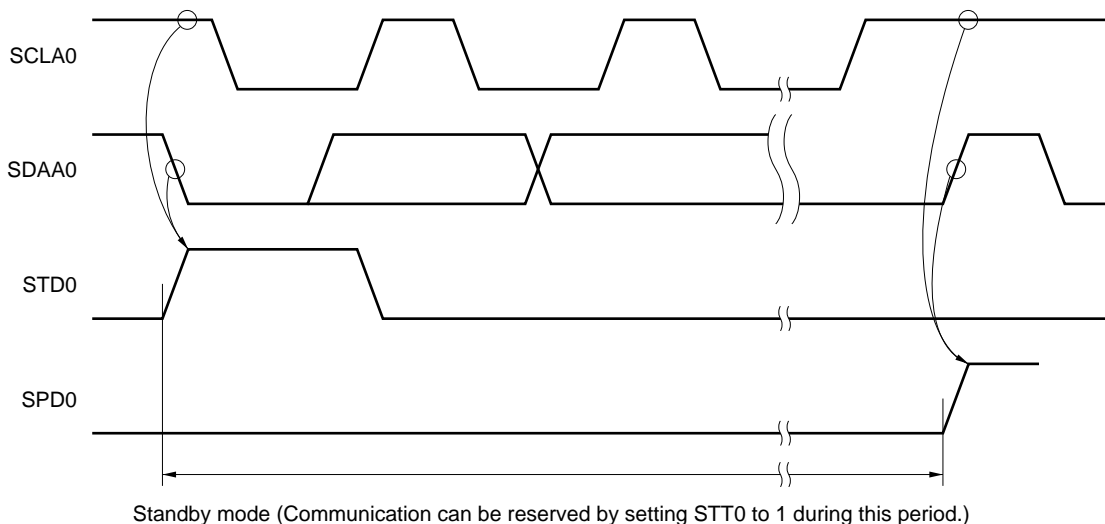 SCLA0
SDAA0
STD0
SPD0
Standby mode (Communication can be reserved by setting STT0 to 1 during this period.)